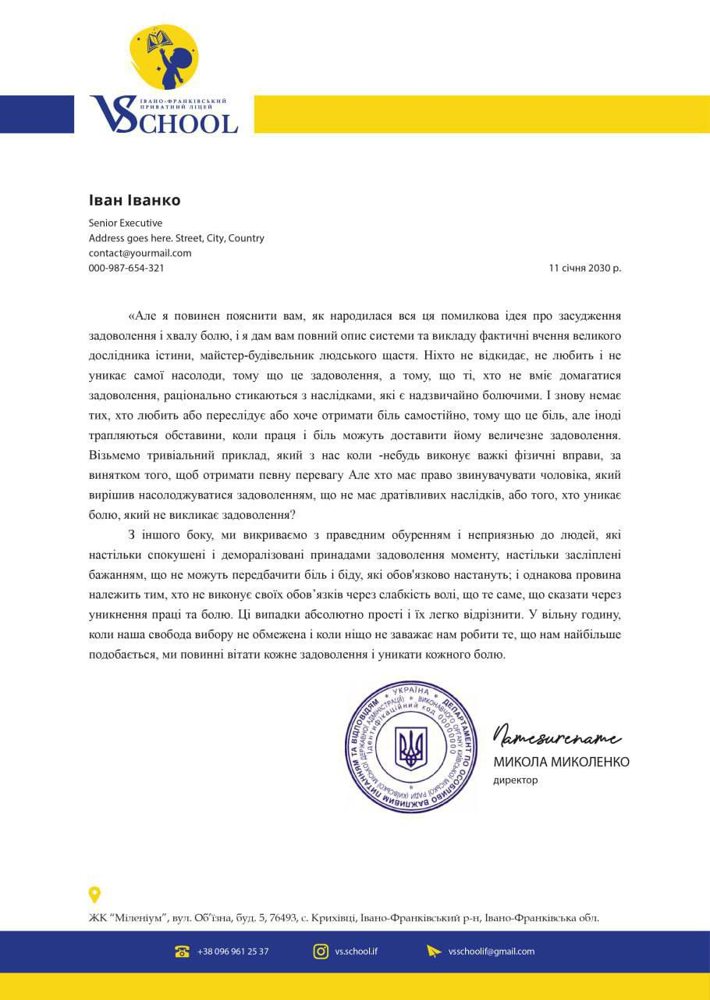 ІВАНО-ФРАНКІВСЬКИЙ
ПРИВАТНИЙ ЛІЦЕЙ
VSCHOOL
Іван Іванко
Senior Executive
Address goes here. Street, City, Country
contact@yourmail.com
000-987-654-321
11 січня 2030 р.
«Але я повинен пояснити вам, як народилася вся ця помилкова ідея про засудження
задоволення і хвалу болю, і я дам вам повний опис системи та викладу фактичні вчення великого
дослідника істини, майстер-будівельник людського щастя. Ніхто не відкидає, не любить і не
уникає самої насолоди, тому що це задоволення, а тому, що ті, хто не вміє домагатися
задоволення, раціонально стикаються з наслідками, які є надзвичайно болючими. І знову немає
тих, хто любить або переслідує або хоче отримати біль самостійно, тому що це біль, але іноді
трапляються обставини, коли праця і біль можуть доставити йому величезне задоволення.
Візьмемо тривіальний приклад, який з нас коли -небудь виконує важкі фізичні вправи, за
винятком того, щоб отримати певну перевагу Але хто має право звинувачувати чоловіка, який
вирішив насолоджуватися задоволенням, що не має дратівливих наслідків, або того, хто уникає
болю, який не викликає задоволення?
З іншого боку, ми викриваємо з праведним обуренням і неприязнью до людей, які
настільки спокушені і деморалізовані принадами задоволення моменту, настільки засліплені
бажанням, що не можуть передбачити біль і біду, які обов'язково настануть; і однакова провина
належить тим, хто не виконує своїх обов’язків через слабкість волі, що те саме, що сказати через
уникнення праці та болю. Ці випадки абсолютно прості і їх легко відрізнити. У вільну годину,
коли наша свобода вибору не обмежена і коли ніщо не заважає нам робити те, що нам найбільше
подобається, ми повинні вітати кожне задоволення і уникати кожного болю.
* УКРАЇНА * ДЕПАРТАМЕНТ ПО ОСОБЛИВО ВАЖЛИВИМ ПИТАННЯМ ТА ВІДПОВІДЯМ
* ВИКОНАВЧОГО ОРГАНУ КИЇВСЬКОЇ МІСЬКОЇ РАДИ (КИЇВСЬКОЇ МІСЬКОЇ ДЕРЖАВНОЇ АДМІНІСТРАЦІЇ)
Ідентифікаційний код 00000000
*
Namesurename
МИКОЛА МИКОЛЕНКО
директор
ЖК “Міленіум”, вул. Об’їзна, буд. 5, 76493, с. Крихівці, Івано-Франківський р-н, Івано-Франківська обл.
+38 096 961 25 37
vs.school.if
vsschoolif@gmail.com